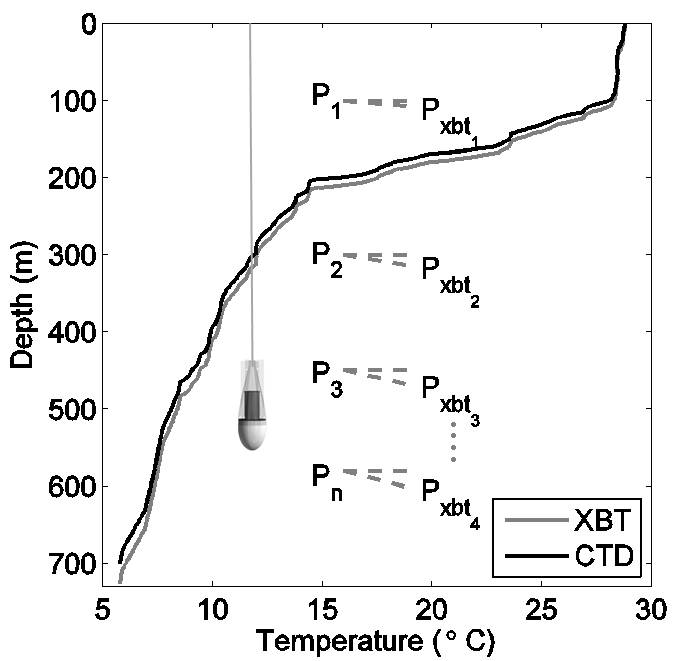 0
100
200
300
400
500
600
700
Depth (m)
5
10
15
20
25
30
Temperature (° C)
P1
Pxbt1
P2
Pxbt2
P3
Pxbt3
Pn
Pxbt4
XBT
CTD